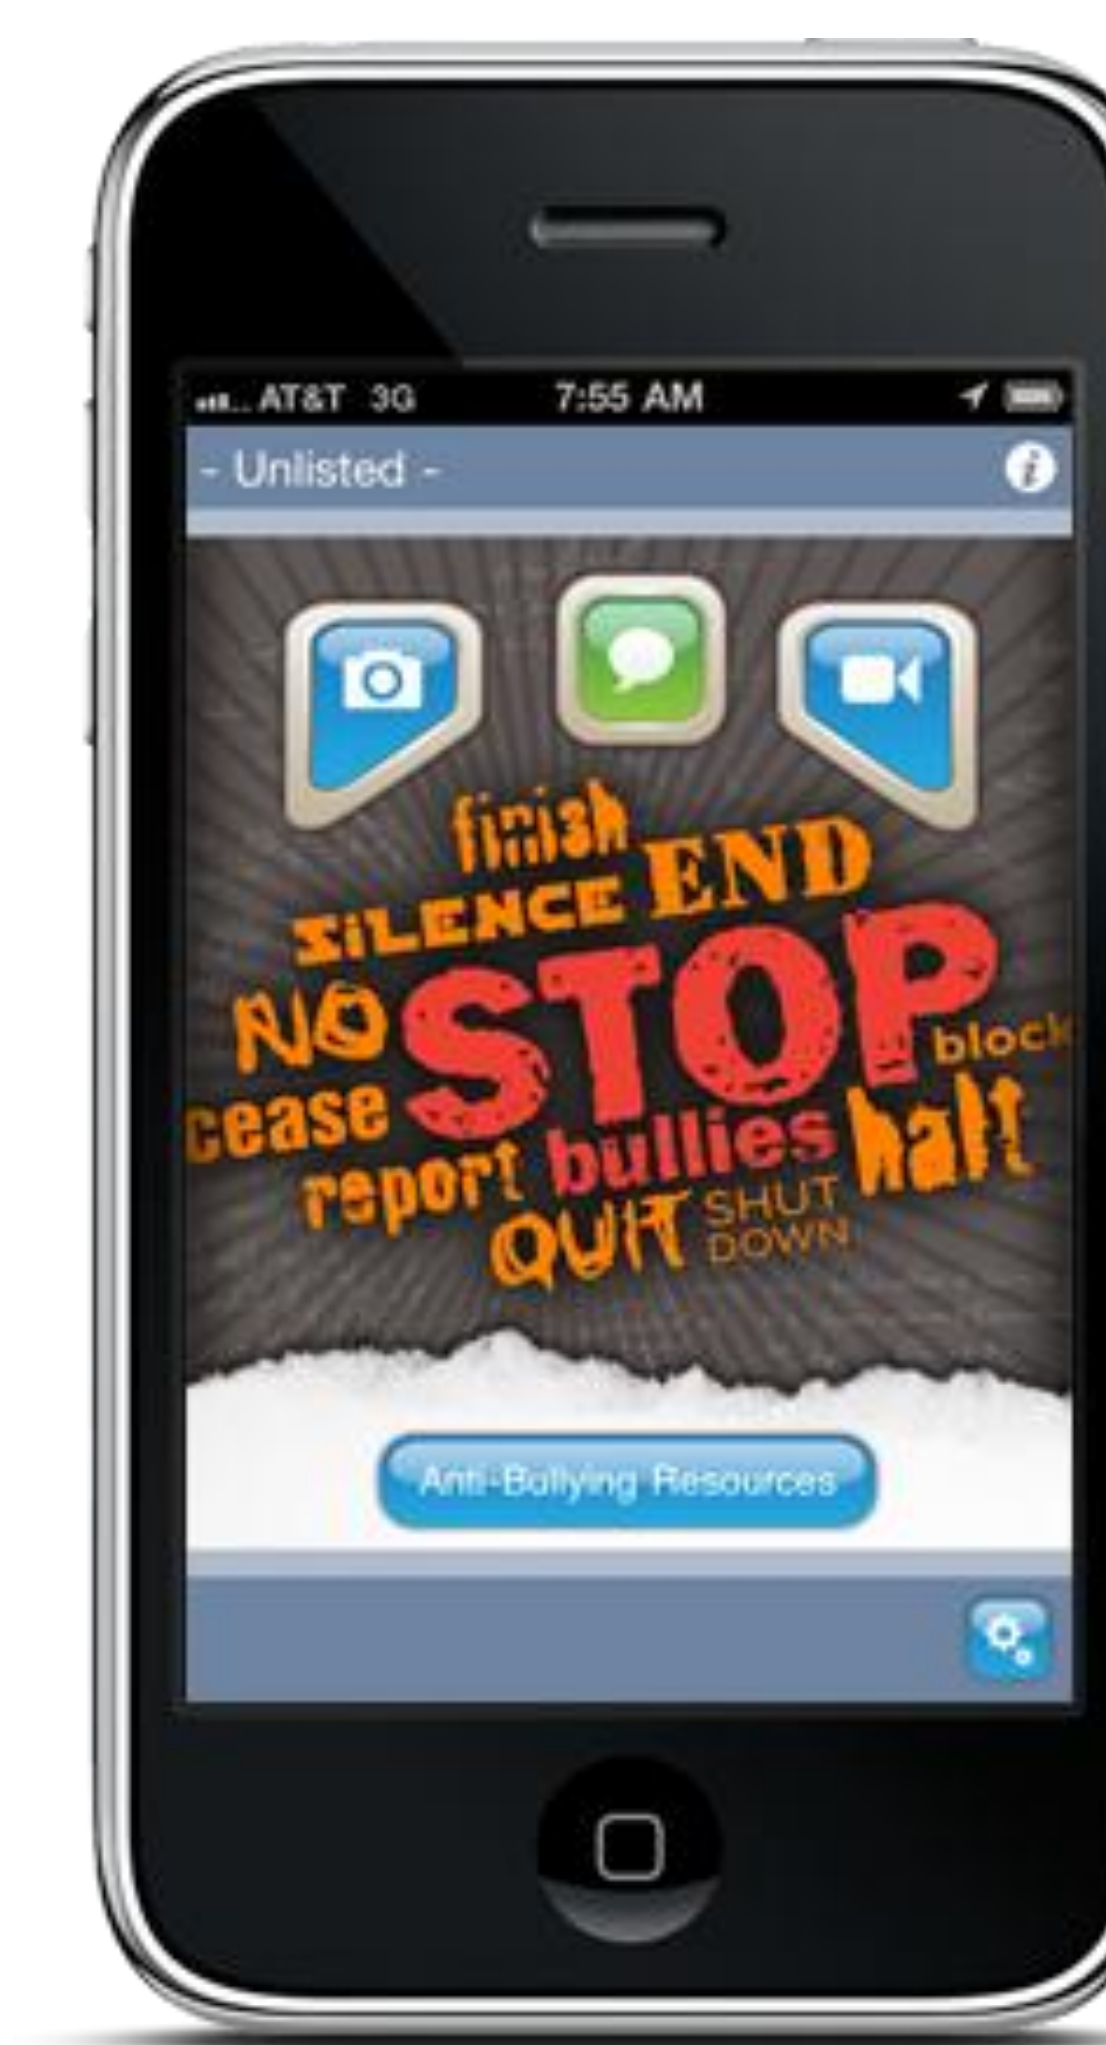 AT&T 3G 7:55 AM
- Unlisted -
i
finish
SiLENCE END
NO STOP block
cease
report bullies halt
QUIT SHUT
DOWN
Anti-Bullying Resources